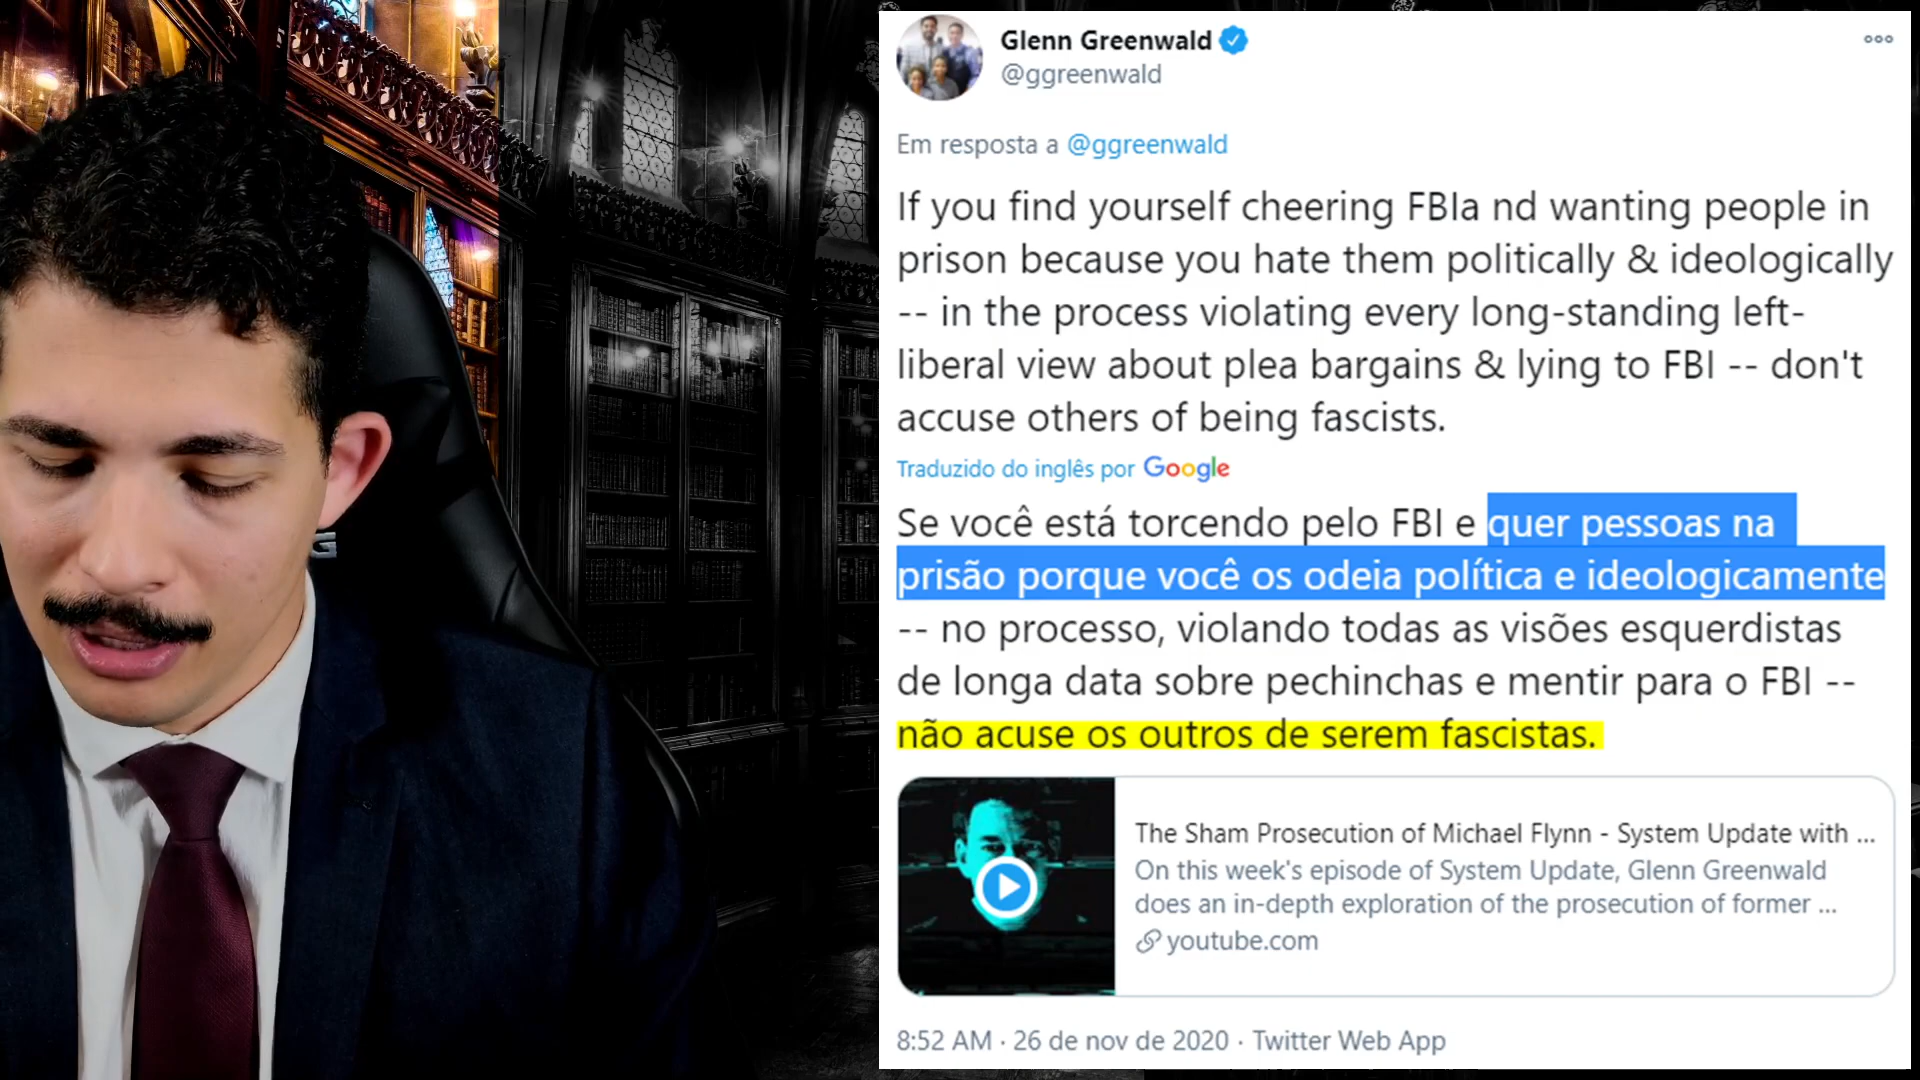 Glenn Greenwald
@ggreenwald
Em resposta a @ggreenwald
If you find yourself cheering FBIa nd wanting people in
prison because you hate them politically & ideologically
-- in the process violating every long-standing left-
liberal view about plea bargains & lying to FBI -- don't
accuse others of being fascists.
Traduzido do inglês por Google
Se você está torcendo pelo FBI e quer pessoas na
prisão porque você os odeia política e ideologicamente
-- no processo, violando todas as visões esquerdistas
de longa data sobre pechinchas e mentir para o FBI --
não acuse os outros de serem fascistas.
The Sham Prosecution of Michael Flynn - System Update with ...
On this week's episode of System Update, Glenn Greenwald
does an in-depth exploration of the prosecution of former ...
youtube.com
8:52 AM · 26 de nov de 2020 · Twitter Web App